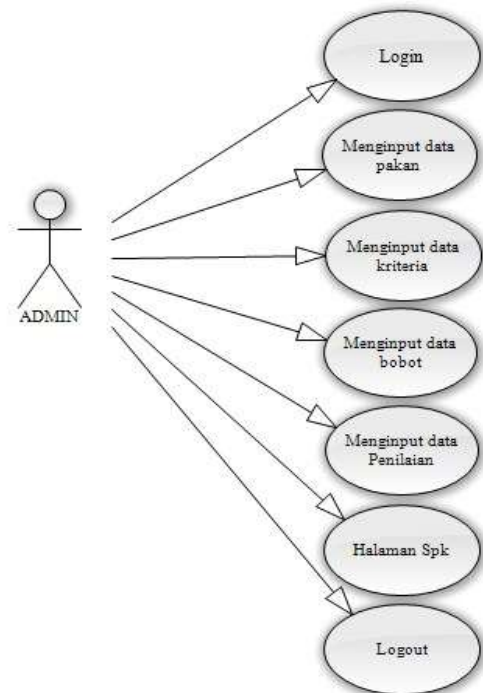 Login
Menginput data
pakan
Menginput data
kriteria
ADMIN
Menginput data
bobot
Menginput data
Penilaian
Halaman Spk
Logout